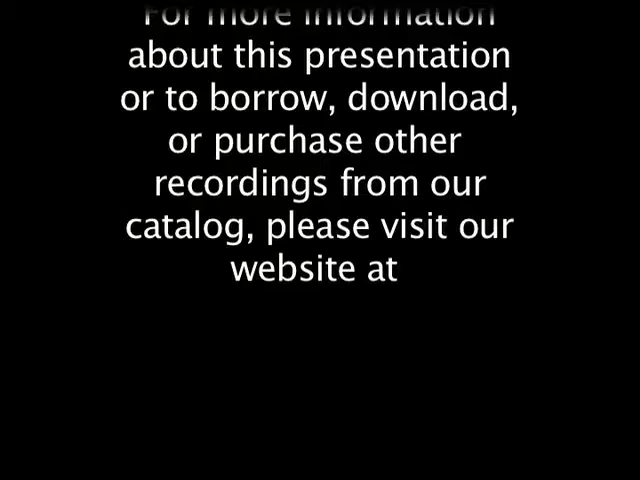 For more information
about this presentation
or to borrow, download,
or purchase other
recordings from our
catalog, please visit our
website at